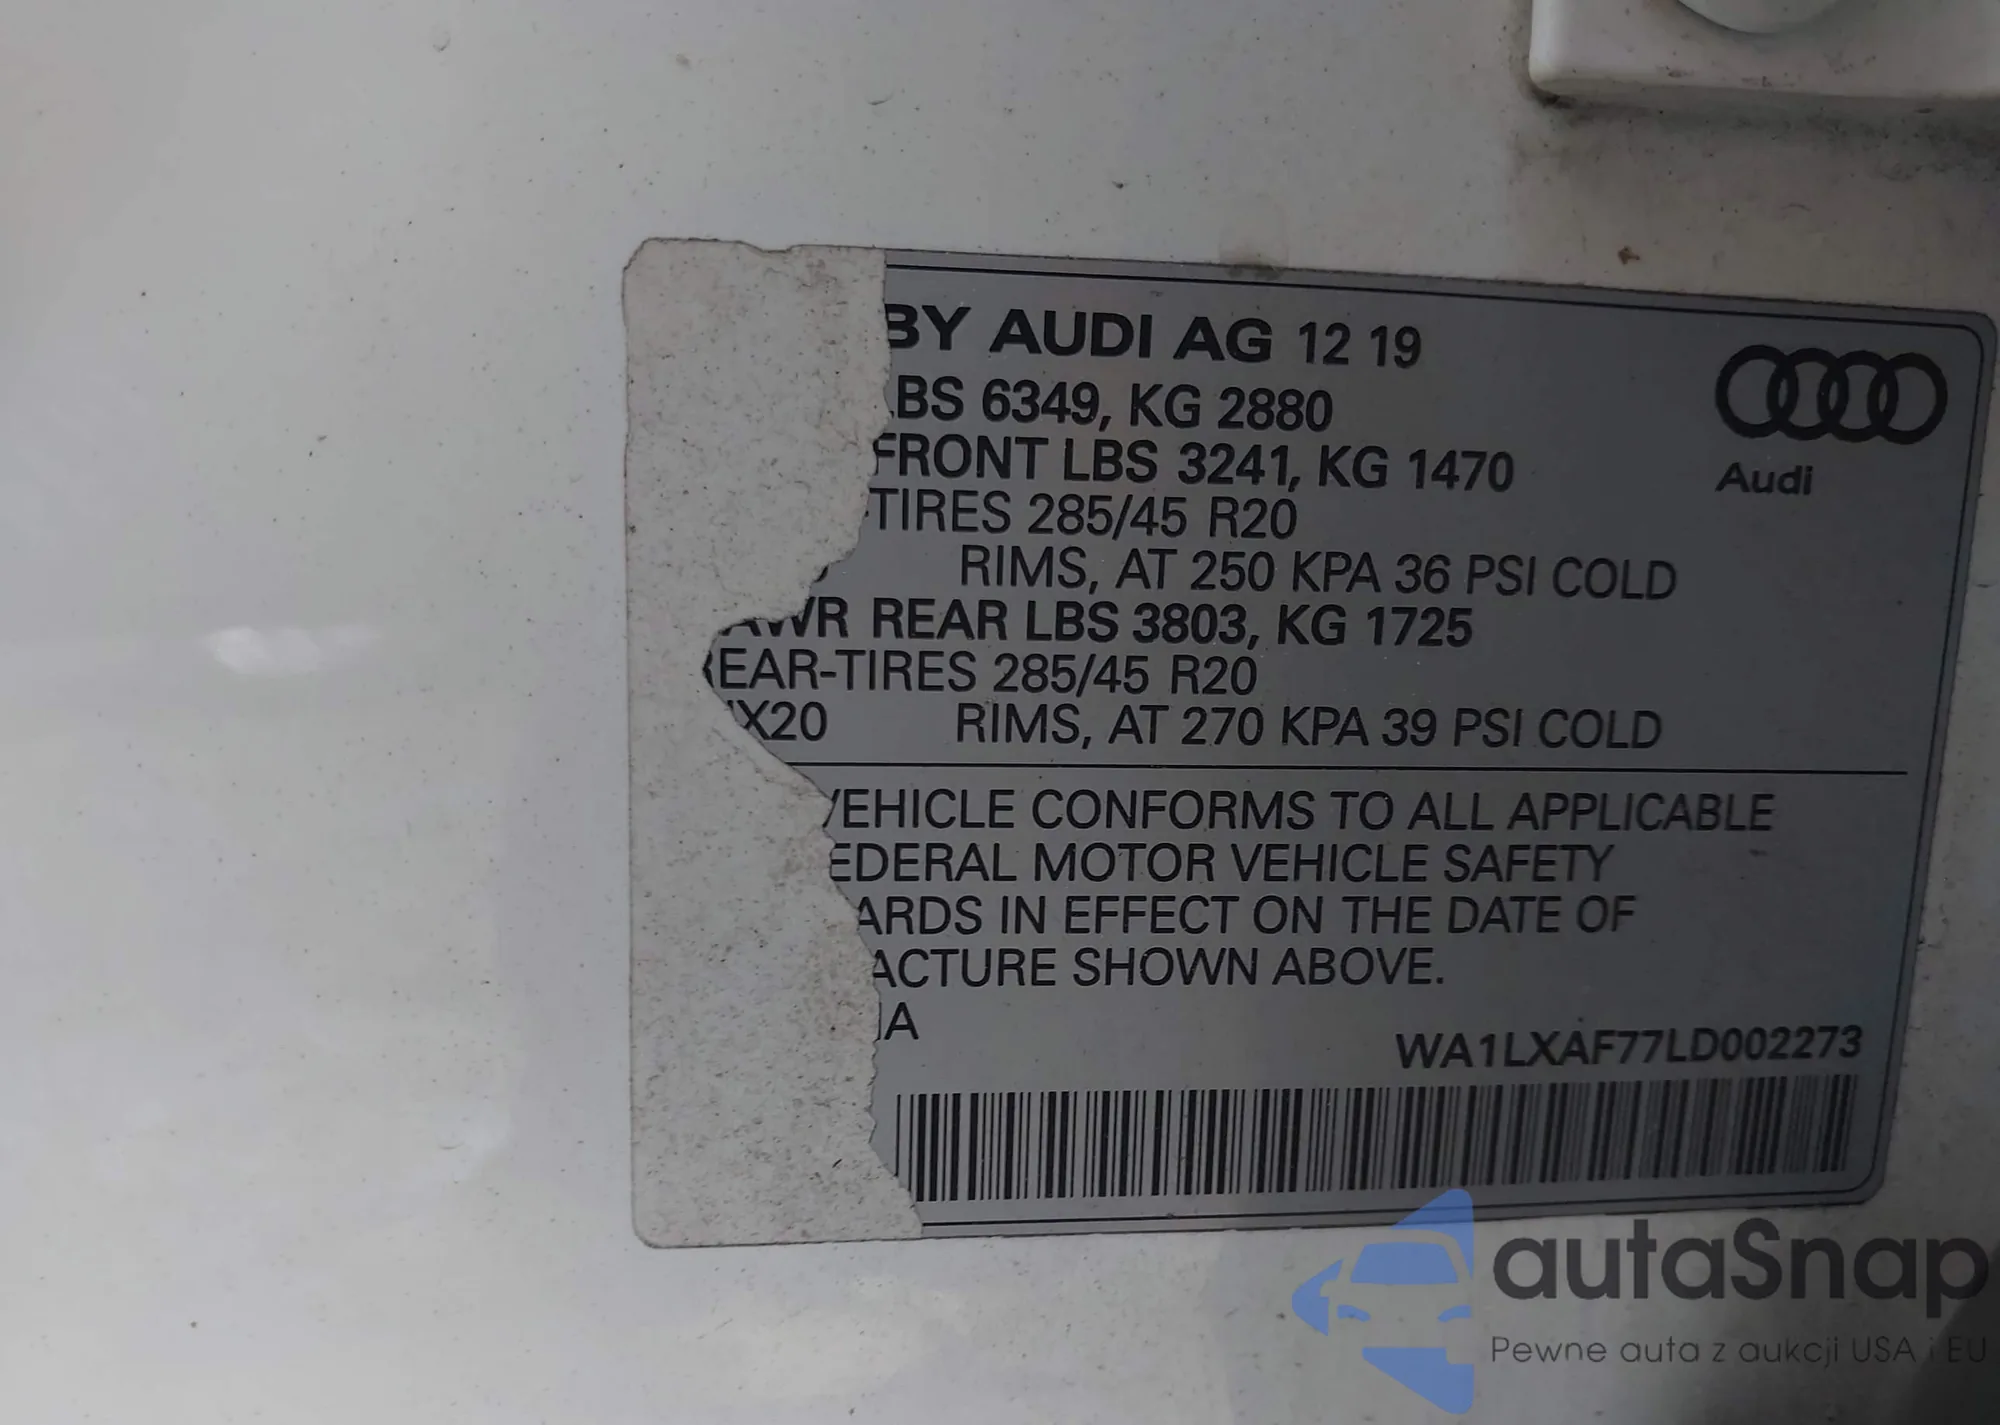 BY AUDI AG 12 19
LBS 6349, KG 2880
FRONT LBS 3241, KG 1470
-TIRES 285/45 R20
RIMS, AT 250 KPA 36 PSI COLD
AWR REAR LBS 3803, KG 1725
REAR-TIRES 285/45 R20
X20 RIMS, AT 270 KPA 39 PSI COLD
Audi
VEHICLE CONFORMS TO ALL APPLICABLE
EDERAL MOTOR VEHICLE SAFETY
ARDS IN EFFECT ON THE DATE OF
ACTURE SHOWN ABOVE.
A
WA1LXAF77LD002273
autaSnap
Pewne auta z aukcji USA i EU